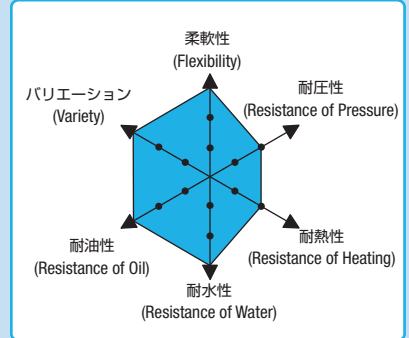 柔軟性
(Flexibility)
バリエーション
(Variety)
耐圧性
(Resistance of Pressure)
耐油性
(Resistance of Oil)
耐熱性
(Resistance of Heating)
耐水性
(Resistance of Water)